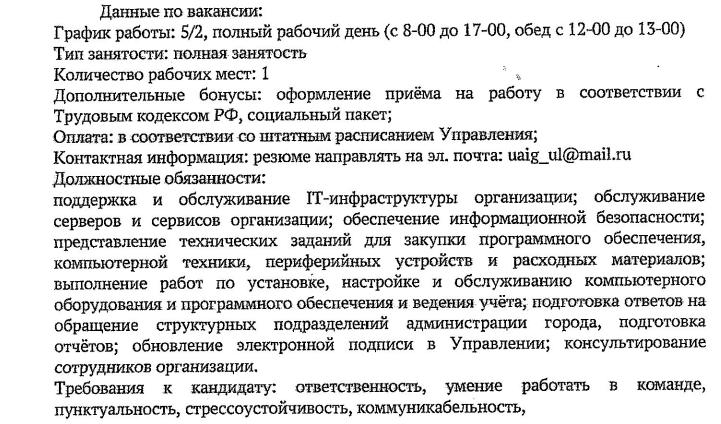 Данные по вакансии:
График работы: 5/2, полный рабочий день (с 8-00 до 17-00, обед с 12-00 до 13-00)
Тип занятости: полная занятость
Количество рабочих мест: 1
Дополнительные бонусы: оформление приёма на работу в соответствии с
Трудовым кодексом РФ, социальный пакет;
Оплата: в соответствии со штатным расписанием Управления;
Контактная информация: резюме направлять на эл. почта: uaig_ul@mail.ru
Должностные обязанности:
поддержка и обслуживание IT-инфраструктуры организации; обслуживание
серверов и сервисов организации; обеспечение информационной безопасности;
представление технических заданий для закупки программного обеспечения,
компьютерной техники, периферийных устройств и расходных материалов;
выполнение работ по установке, настройке и обслуживанию компьютерного
оборудования и программного обеспечения и ведения учёта; подготовка ответов на
обращение структурных подразделений администрации города, подготовка
отчётов; обновление электронной подписи в Управлении; консультирование
сотрудников организации.
Требования к кандидату: ответственность, умение работать в команде,
пунктуальность, стрессоустойчивость, коммуникабельность,